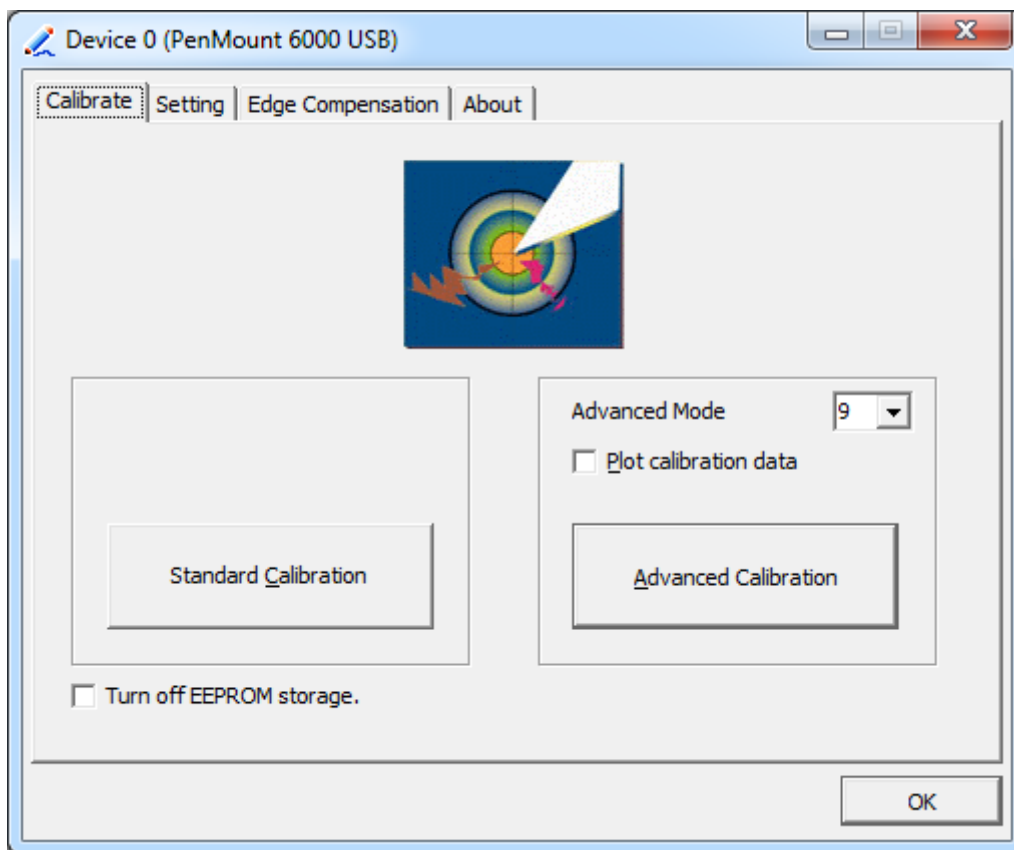 Device 0 (PenMount 6000 USB)
Calibrate Setting Edge Compensation About
Advanced Mode 9
Plot calibration data
Standard Calibration
Advanced Calibration
Turn off EEPROM storage.
OK